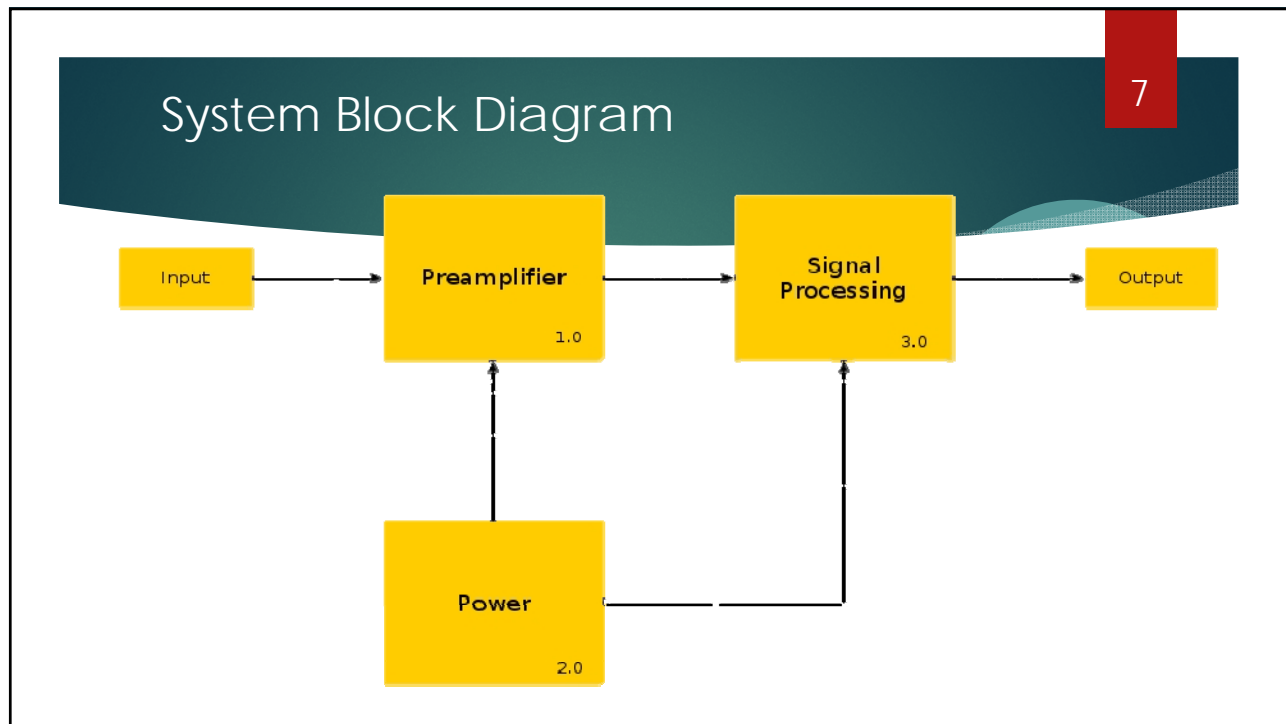 System Block Diagram
7
Input
Preamplifier
1.0
Signal
Processing
3.0
Output
Power
2.0